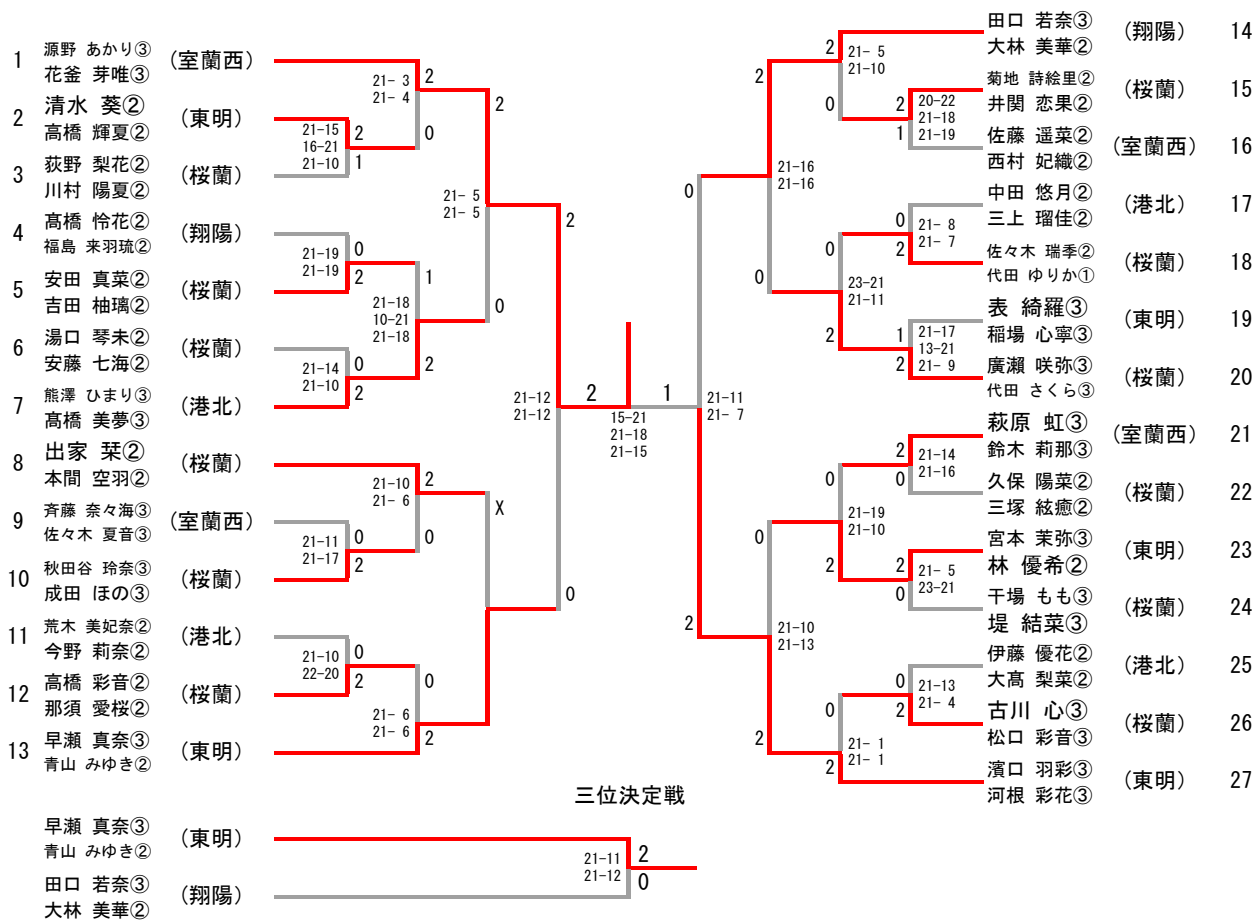 1 源野 あかり③ (室蘭西)
花釜 芽唯③
2 清水 葵② (東明)
高橋 輝夏②
3 荻野 梨花② (桜蘭)
川村 陽夏②
4 髙橋 怜花② (翔陽)
福島 来羽琉②
5 安田 真菜② (桜蘭)
吉田 柚璃②
6 湯口 琴未② (桜蘭)
安藤 七海②
7 熊澤 ひまり③ (港北)
髙橋 美夢③
8 出家 栞② (桜蘭)
本間 空羽②
9 斉藤 奈々海③ (室蘭西)
佐々木 夏音③
10 秋田谷 玲奈③ (桜蘭)
成田 ほの③
11 荒木 美妃奈② (港北)
今野 莉奈②
12 高橋 彩音② (桜蘭)
那須 愛桜②
13 早瀬 真奈③ (東明)
青山 みゆき②
21- 3
21- 4
2
0
21-15
16-21
21-10
2
1
21- 5
21- 5
2
0
21-19
21-19
0
2
21-18
10-21
21-18
1
2
21-14
21-10
0
2
21-12
21-12
2
0
21-10
21- 6
2
0
X
21-11
21-17
0
2
21-10
22-20
0
2
21- 6
21- 6
0
2
2
1
15-21
21-18
21-15
田口 若奈③ (翔陽) 14
大林 美華②
菊地 詩絵里② (桜蘭) 15
井関 恋果②
佐藤 遥菜② (室蘭西) 16
西村 妃織②
中田 悠月② (港北) 17
三上 瑠佳②
佐々木 瑞季② (桜蘭) 18
代田 ゆりか①
表 綺羅③ (東明) 19
稲場 心寧③
廣瀬 咲弥③ (桜蘭) 20
代田 さくら③
萩原 虹③ (室蘭西) 21
鈴木 莉那③
久保 陽菜② (桜蘭) 22
三塚 絃癒②
宮本 茉弥③ (東明) 23
林 優希②
干場 もも③ (桜蘭) 24
堤 結菜③
伊藤 優花② (港北) 25
大髙 梨菜②
古川 心③ (桜蘭) 26
松口 彩音③
濱口 羽彩③ (東明) 27
河根 彩花③
2
0
21- 5
21-10
2
1
20-22
21-18
21-19
2
0
21-16
21-16
0
2
21- 8
21- 7
0
2
23-21
21-11
1
2
21-17
13-21
21- 9
0
2
21-11
21- 7
2
0
21-14
21-16
0
2
21-19
21-10
2
0
21- 5
23-21
0
2
21-10
21-13
0
2
21-13
21- 4
0
2
21- 1
21- 1
三位決定戦
早瀬 真奈③ (東明)
青山 みゆき②
田口 若奈③ (翔陽)
大林 美華②
21-11
21-12
2
0